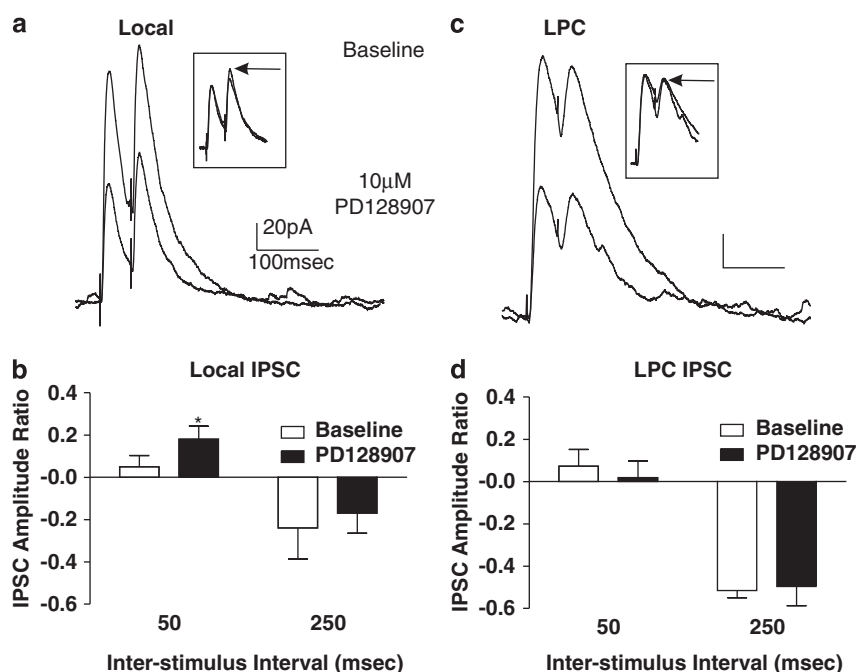 a
Local
Baseline
10μM
PD128907
20pA
100msec
c
LPC
b
Local IPSC
IPSC Amplitude Ratio
0.4
0.2
-0.0
-0.2
-0.4
-0.6
*
Baseline
PD128907
50
250
Inter-stimulus Interval (msec)
d
LPC IPSC
IPSC Amplitude Ratio
0.4
0.2
0.0
-0.2
-0.4
-0.6
Baseline
PD128907
50
250
Inter-stimulus Interval (msec)